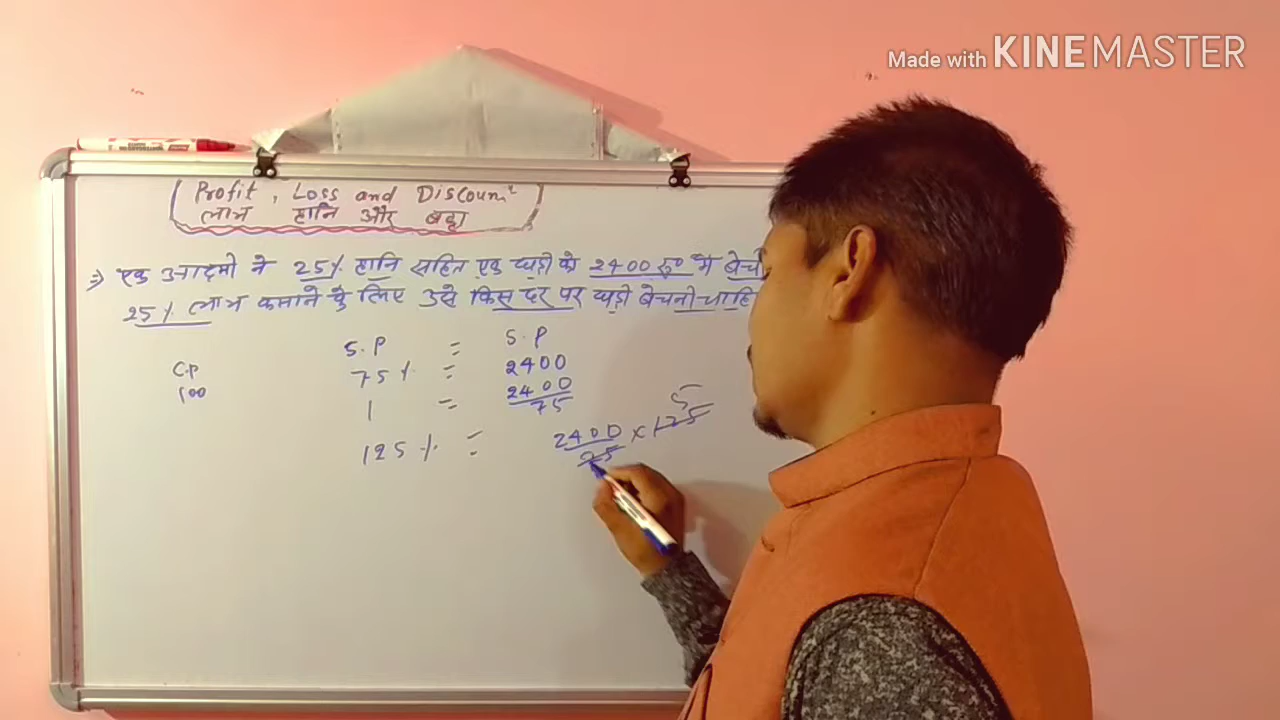 Made with KINEMASTER
Profit, Loss and Discount
लाभ हानि और बट्टा
⇒ एक आदमी ने 25% हानि सहित एक घड़ी को 2400 रु० में बेची
25% लाभ कमाने के लिए उसे किस दर पर घड़ी बेचनी चाहि
S.P = S.P
C.P 75% = 2400
100 1 = 2400/75
125% = 2400/75 × 125 5